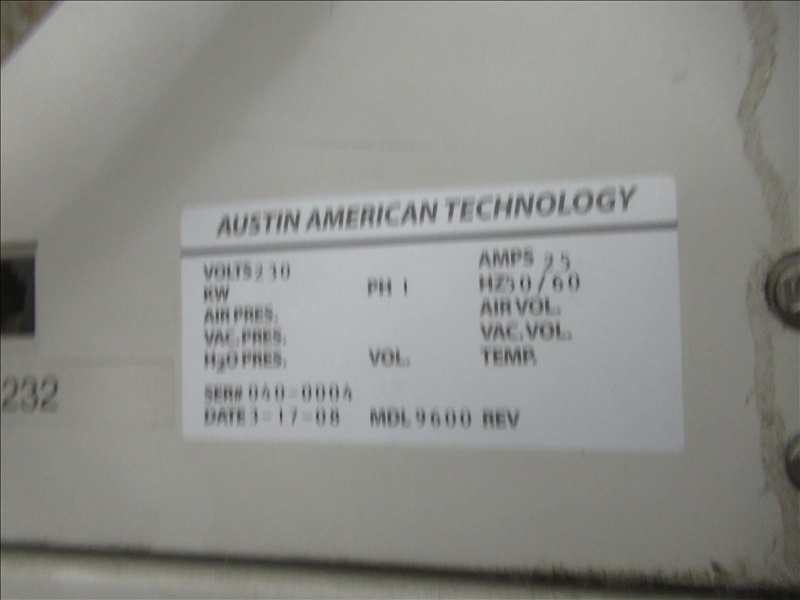 AUSTIN AMERICAN TECHNOLOGY
VOLTS 230 PH 1 AMPS 25
KW HZ 50/60
AIR PRES. AIR VOL.
VAC. PRES. VAC. VOL.
H2O PRES. VOL. TEMP.
SER# 040-0004
DATE 3-17-08 MDL 9600 REV
232